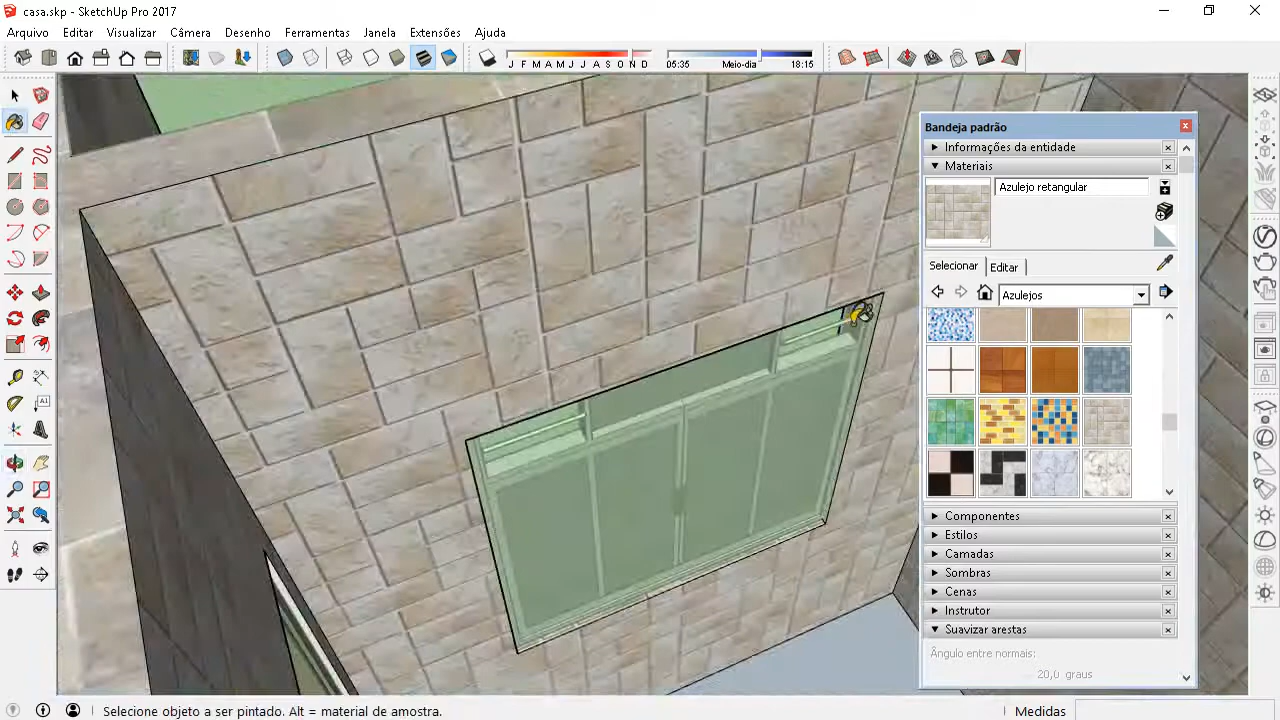 casa.skp - SketchUp Pro 2017
Arquivo Editar Visualizar Câmera Desenho Ferramentas Janela Extensões Ajuda
J F M A M J J A S O N D 05:35 Meio-dia 18:15
Bandeja padrão
Informações da entidade
Materiais
Azulejo retangular
Selecionar Editar
Azulejos
Componentes
Estilos
Camadas
Sombras
Cenas
Instrutor
Suavizar arestas
Ângulo entre normais:
20,0 graus
Selecione objeto a ser pintado. Alt = material de amostra. Medidas